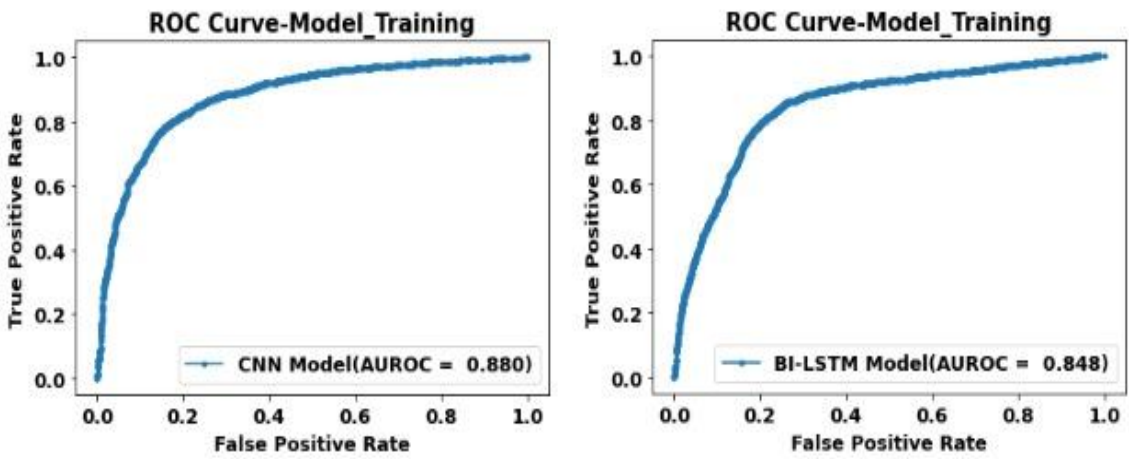 ROC Curve-Model_Training
True Positive Rate
1.0
0.8
0.6
0.4
0.2
0.0
CNN Model(AUROC = 0.880)
0.0 0.2 0.4 0.6 0.8 1.0
False Positive Rate
ROC Curve-Model_Training
True Positive Rate
1.0
0.8
0.6
0.4
0.2
0.0
BI-LSTM Model(AUROC = 0.848)
0.0 0.2 0.4 0.6 0.8 1.0
False Positive Rate